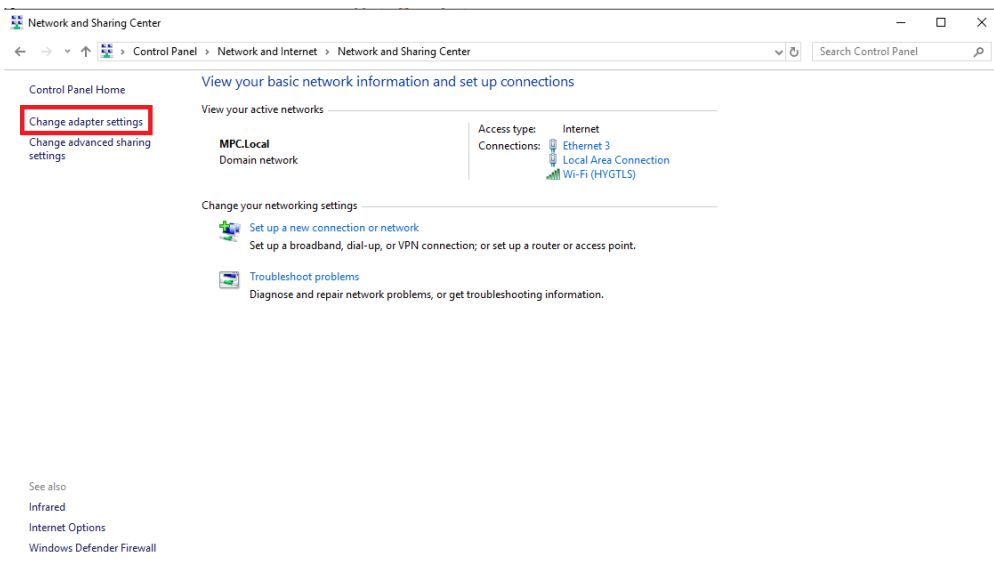 Network and Sharing Center
Control Panel > Network and Internet > Network and Sharing Center
Search Control Panel
Control Panel Home
Change adapter settings
Change advanced sharing
settings
View your basic network information and set up connections
View your active networks
MPC.Local
Domain network
Access type: Internet
Connections: Ethernet 3
Local Area Connection
Wi-Fi (HYGTLS)
Change your networking settings
Set up a new connection or network
Set up a broadband, dial-up, or VPN connection; or set up a router or access point.
Troubleshoot problems
Diagnose and repair network problems, or get troubleshooting information.
See also
Infrared
Internet Options
Windows Defender Firewall